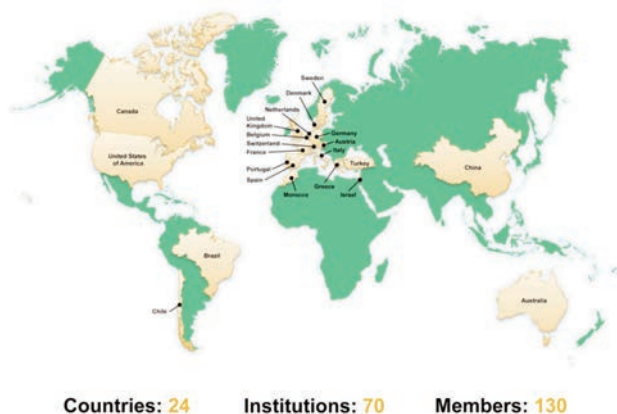 Sweden
Denmark
Netherlands
United
Kingdom
Belgium
Switzerland
France
Portugal
Spain
Morocco
Germany
Austria
Italy
Turkey
Greece
Israel
Canada
United States
of America
China
Brazil
Chile
Australia
Countries: 24 Institutions: 70 Members: 130